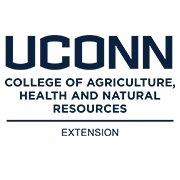 UCONN
COLLEGE OF AGRICULTURE,
HEALTH AND NATURAL
RESOURCES
EXTENSION